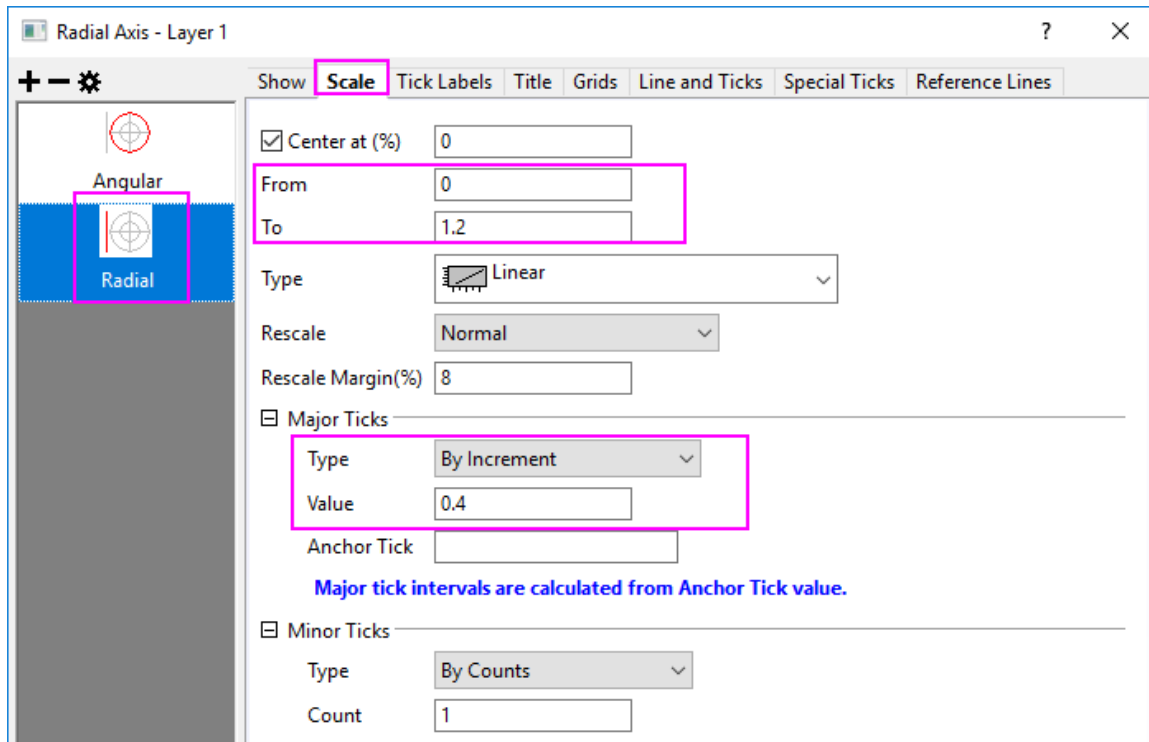 Radial Axis - Layer 1 ?
Show Scale Tick Labels Title Grids Line and Ticks Special Ticks Reference Lines
Angular
Radial
Center at (%) 0
From 0
To 1.2
Type Linear
Rescale Normal
Rescale Margin(%) 8
Major Ticks
Type By Increment
Value 0.4
Anchor Tick
Major tick intervals are calculated from Anchor Tick value.
Minor Ticks
Type By Counts
Count 1